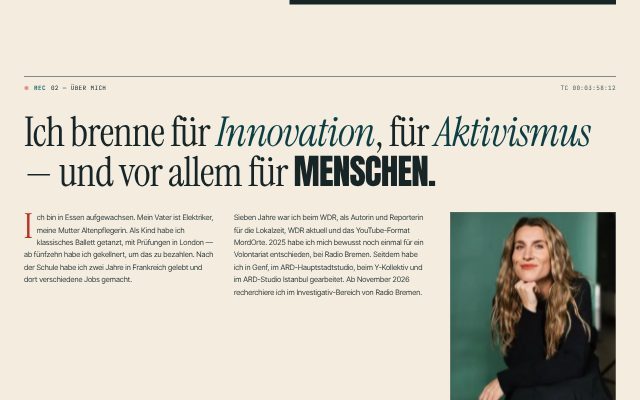 REC 02 — ÜBER MICH
TC 00:03:58:12
Ich brenne für Innovation, für Aktivismus
— und vor allem für MENSCHEN.
Ich bin in Essen aufgewachsen. Mein Vater ist Elektriker,
meine Mutter Altenpflegerin. Als Kind habe ich
klassisches Ballett getanzt, mit Prüfungen in London —
ab fünfzehn habe ich gekellnert, um das zu bezahlen. Nach
der Schule habe ich zwei Jahre in Frankreich gelebt und
dort verschiedene Jobs gemacht.
Sieben Jahre war ich beim WDR, als Autorin und Reporterin
für die Lokalzeit, WDR aktuell und das YouTube-Format
MordOrte. 2025 habe ich mich bewusst noch einmal für ein
Volontariat entschieden, bei Radio Bremen. Seitdem habe
ich in Genf, im ARD-Hauptstadtstudio, beim Y-Kollektiv und
im ARD-Studio Istanbul gearbeitet. Ab November 2026
recherchiere ich im Investigativ-Bereich von Radio Bremen.